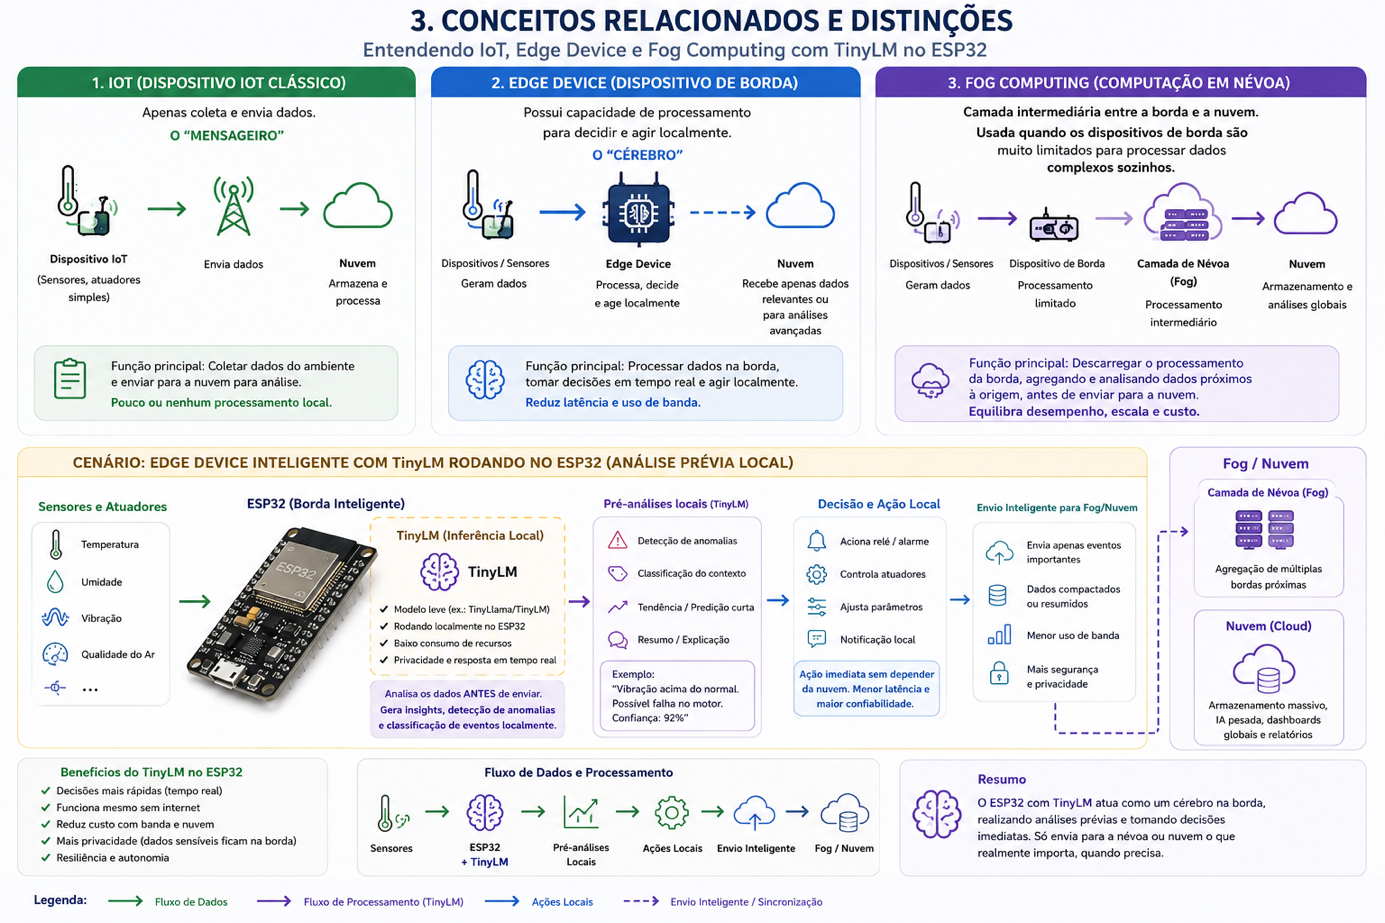 3. CONCEITOS RELACIONADOS E DISTINÇÕES
Entendendo IoT, Edge Device e Fog Computing com TinyLM no ESP32
1. IOT (DISPOSITIVO IOT CLÁSSICO)
Apenas coleta e envia dados.
O “MENSAGEIRO”
Dispositivo IoT
(Sensores, atuadores
simples)
Envia dados
Nuvem
Armazena e
processa
Função principal: Coletar dados do ambiente
e enviar para a nuvem para análise.
Pouco ou nenhum processamento local.
2. EDGE DEVICE (DISPOSITIVO DE BORDA)
Possui capacidade de processamento
para decidir e agir localmente.
O “CÉREBRO”
Dispositivos / Sensores
Geram dados
Edge Device
Processa, decide
e age localmente
Nuvem
Recebe apenas dados
relevantes ou
para análises
avançadas
Função principal: Processar dados na borda,
tomar decisões em tempo real e agir localmente.
Reduz latência e uso de banda.
3. FOG COMPUTING (COMPUTAÇÃO EM NÉVOA)
Camada intermediária entre a borda e a nuvem.
Usada quando os dispositivos de borda são
muito limitados para processar dados
complexos sozinhos.
Dispositivos / Sensores
Geram dados
Dispositivo de Borda
Processamento
limitado
Camada de Névoa
(Fog)
Processamento
intermediário
Nuvem
Armazenamento e
análises globais
Função principal: Descarregar o processamento
da borda, agregando e analisando dados próximos
à origem, antes de enviar para a nuvem.
Equilibra desempenho, escala e custo.
CENÁRIO: EDGE DEVICE INTELIGENTE COM TinyLM RODANDO NO ESP32 (ANÁLISE PRÉVIA LOCAL)
Sensores e Atuadores
Temperatura
Umidade
Vibração
Qualidade do Ar
...
ESP32 (Borda Inteligente)
ESP32
TinyLM (Inferência Local)
TinyLM
✔ Modelo leve (ex.: TinyLlama/TinyLM)
✔ Rodando localmente no ESP32
✔ Baixo consumo de recursos
✔ Privacidade e resposta em tempo real
Analisa os dados ANTES de enviar.
Gera insights, detecção de anomalias
e classificação de eventos localmente.
Pré-análises locais (TinyLM)
Detecção de anomalias
Classificação do contexto
Tendência / Predição curta
Resumo / Explicação
Exemplo:
“Vibração acima do normal.
Possível falha no motor.
Confiança: 92%”
Decisão e Ação Local
Aciona relé / alarme
Controla atuadores
Ajusta parâmetros
Notificação local
Ação imediata sem depender
da nuvem. Menor latência e
maior confiabilidade.
Envio Inteligente para Fog/Nuvem
Envia apenas eventos
importantes
Dados compactados
ou resumidos
Menor uso de banda
Mais segurança
e privacidade
Fog / Nuvem
Camada de Névoa (Fog)
Agregação de múltiplas
bordas próximas
Nuvem (Cloud)
Armazenamento massivo,
IA pesada, dashboards
globais e relatórios
Benefícios do TinyLM no ESP32
✔ Decisões mais rápidas (tempo real)
✔ Funciona mesmo sem internet
✔ Reduz custo com banda e nuvem
✔ Mais privacidade (dados sensíveis ficam na borda)
✔ Resiliência e autonomia
Fluxo de Dados e Processamento
Sensores
ESP32
+ TinyLM
Pré-análises
Locais
Ações Locais
Envio Inteligente
Fog / Nuvem
Resumo
O ESP32 com TinyLM atua como um cérebro na borda,
realizando análises prévias e tomando decisões
imediatas. Só envia para a névoa ou nuvem o que
realmente importa, quando precisa.
Legenda:
Fluxo de Dados
Fluxo de Processamento (TinyLM)
Ações Locais
Envio Inteligente / Sincronização